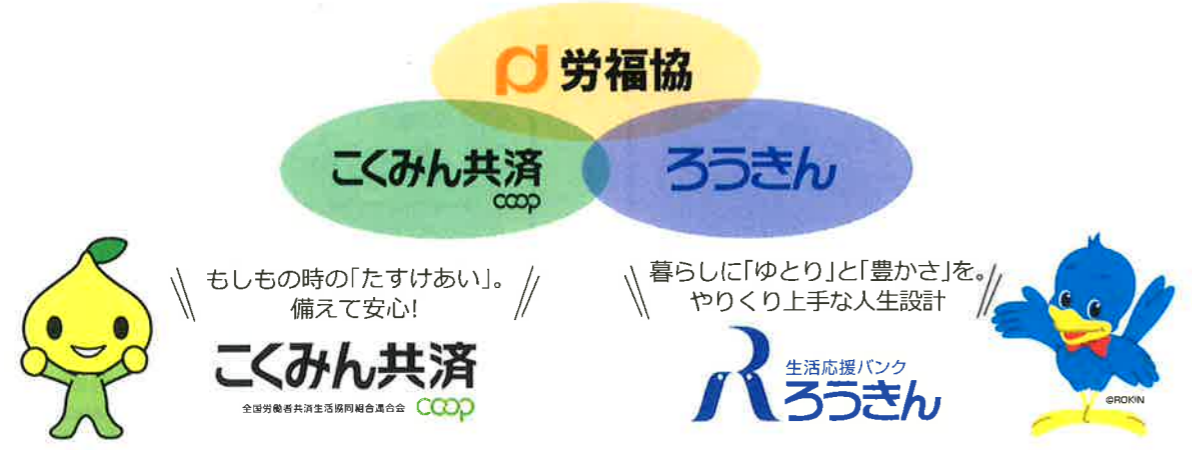 労福協
こくみん共済
coop
ろうきん
もしもの時の「たすけあい」。
備えて安心!
こくみん共済
全国労働者共済生活協同組合連合会 coop
暮らしに「ゆとり」と「豊かさ」を。
やりくり上手な人生設計
生活応援バンク
ろうきん
©ROKIN